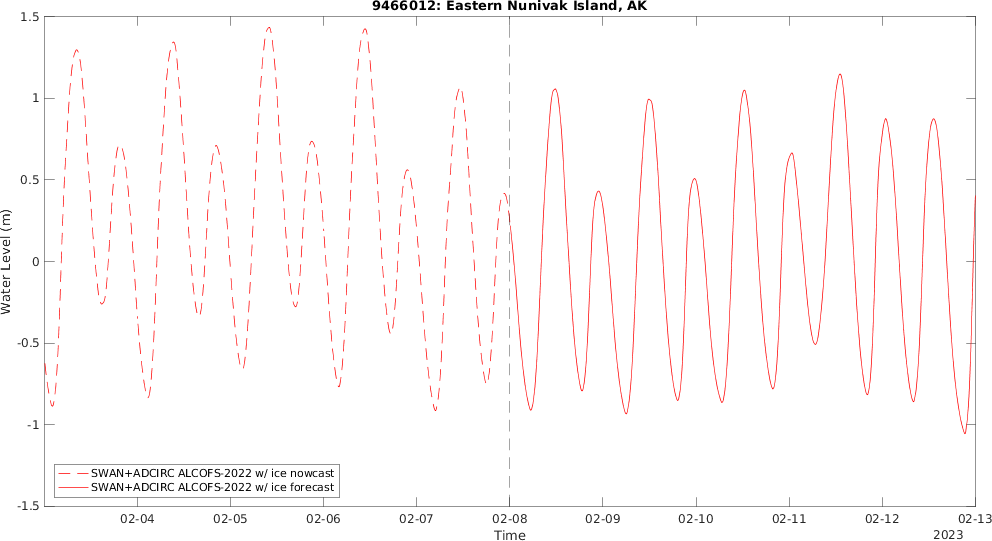 9466012: Eastern Nunivak Island, AK
1.5
1
0.5
0
-0.5
-1
-1.5
Water Level (m)
SWAN+ADCIRC ALCOFS-2022 w/ ice nowcast
SWAN+ADCIRC ALCOFS-2022 w/ ice forecast
02-04 02-05 02-06 02-07 02-08 02-09 02-10 02-11 02-12 02-13
Time
2023